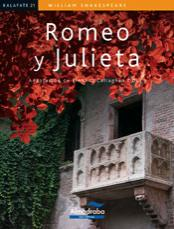 KALAFATE 21 WILLIAM SHAKESPEARE
Romeo
y Julieta
Almadraba